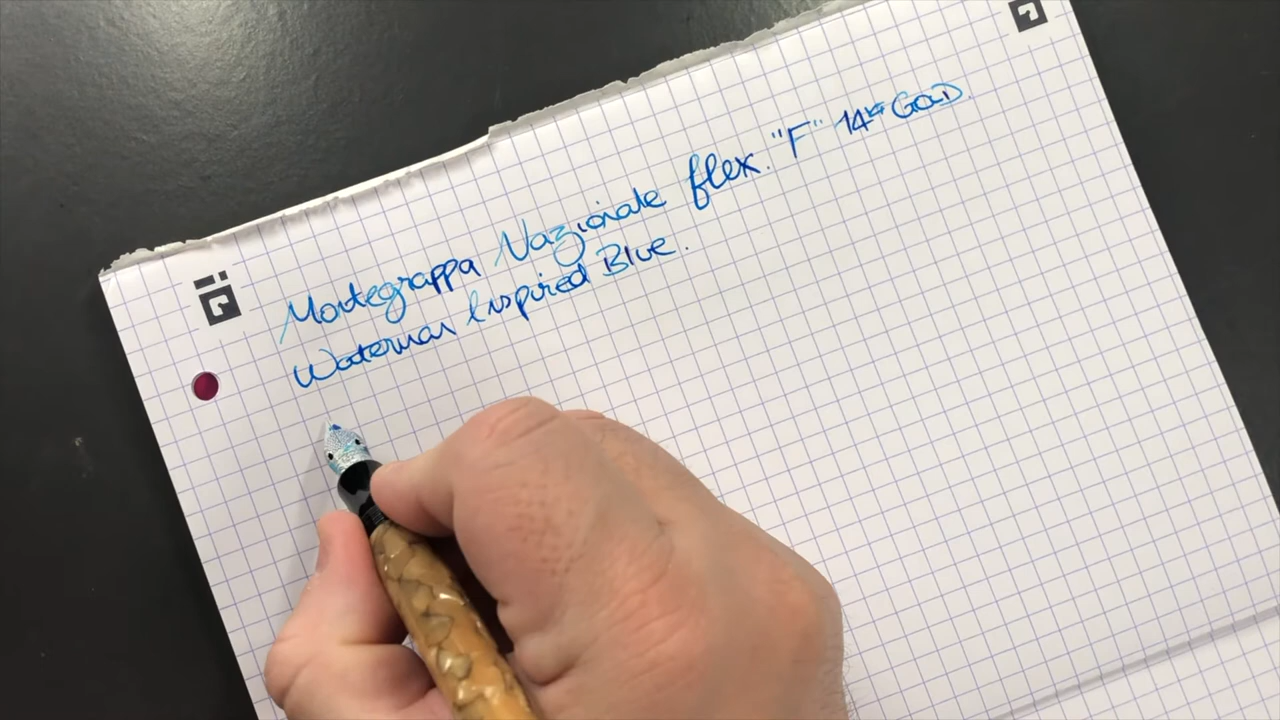 Montegrappa Nazionale flex. "F" 14kt GOLD
Waterman Inspired Blue.